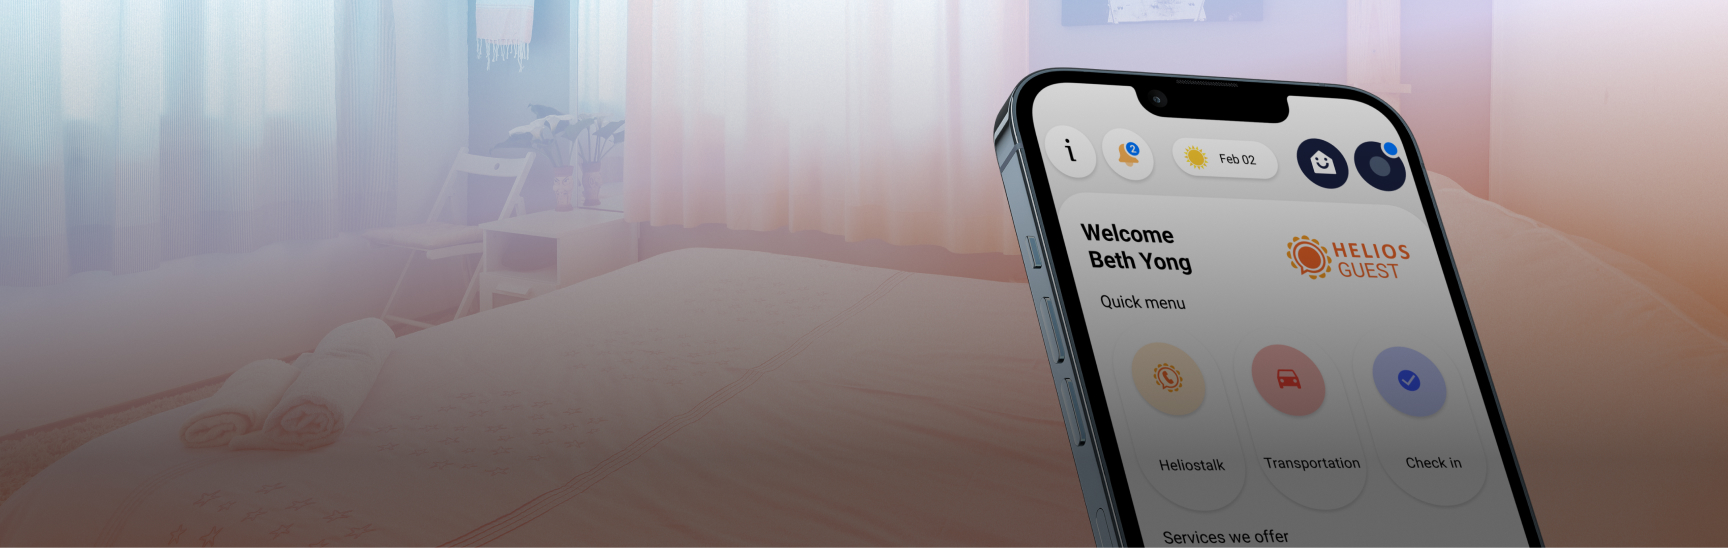 i
2
Feb 02
Welcome
Beth Yong
HELIOS
GUEST
Quick menu
Heliostalk
Transportation
Check in
Services we offer